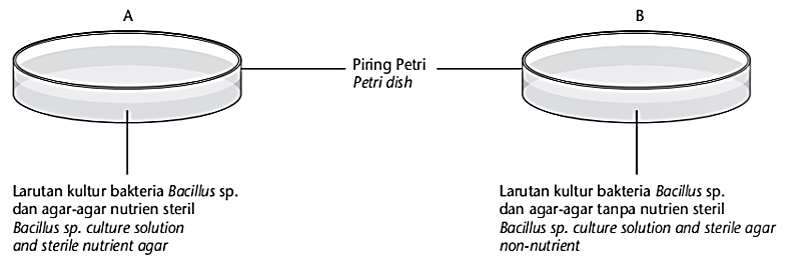 A
B
Piring Petri
Petri dish
Larutan kultur bakteria Bacillus sp.
dan agar-agar nutrien steril
Bacillus sp. culture solution
and sterile nutrient agar
Larutan kultur bakteria Bacillus sp.
dan agar-agar tanpa nutrien steril
Bacillus sp. culture solution and sterile agar
non-nutrient